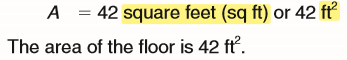 A = 42 square feet (sq ft) or 42 ft²
The area of the floor is 42 ft².